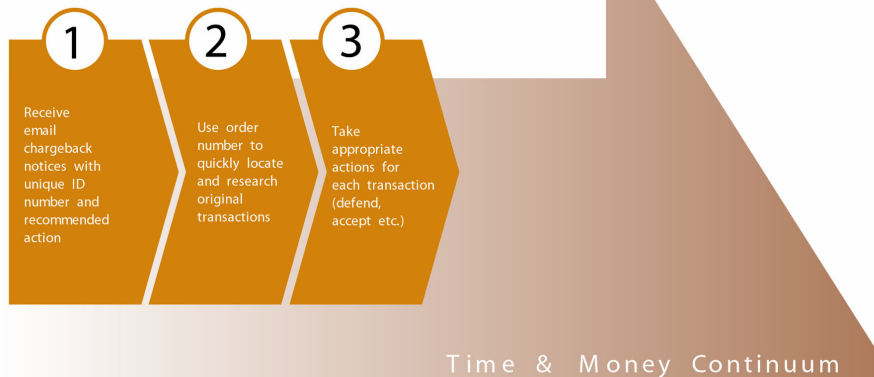 1
Receive
email
chargeback
notices with
unique ID
number and
recommended
action
2
Use order
number to
quickly locate
and research
original
transactions
3
Take
appropriate
actions for
each transaction
(defend,
accept etc.)
Time & Money Continuum